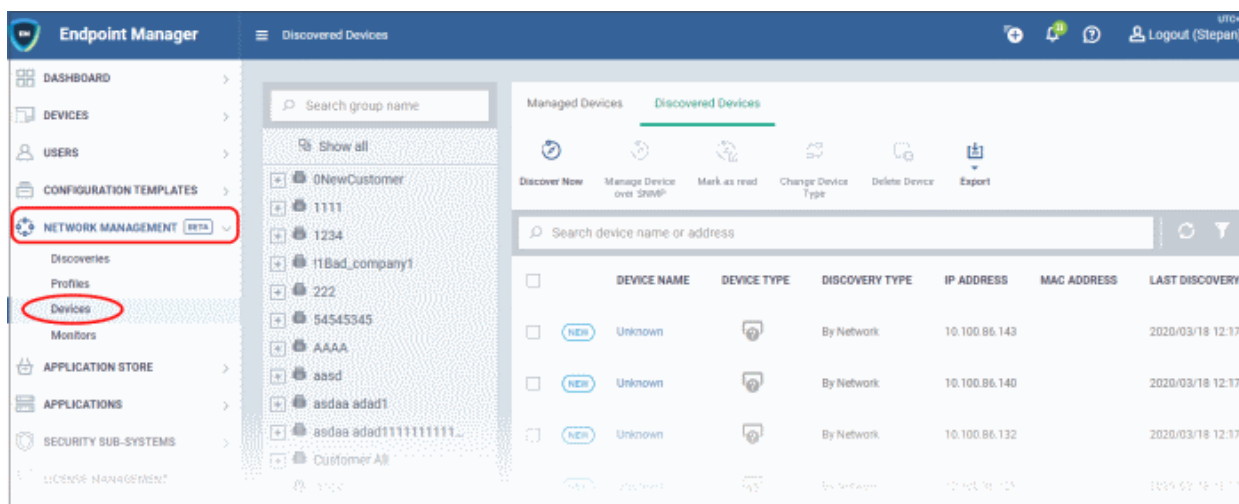 Endpoint Manager
Discovered Devices
Logout (Stepan)
DASHBOARD
DEVICES
USERS
CONFIGURATION TEMPLATES
NETWORK MANAGEMENT BETA
Discoveries
Profiles
Devices
Monitors
APPLICATION STORE
APPLICATIONS
SECURITY SUB-SYSTEMS
LICENSE MANAGEMENT
Search group name
Show all
0NewCustomer
1111
1234
!1Bad_company1
222
54545345
AAAA
aasd
asdaa adad1
asdaa adad1111111111...
Customer AR
Managed Devices Discovered Devices
Discover Now
Manage Device over SNMP
Mark as read
Change Device Type
Delete Device
Export
Search device name or address
DEVICE NAME DEVICE TYPE DISCOVERY TYPE IP ADDRESS MAC ADDRESS LAST DISCOVERY
NEW Unknown By Network 10.100.86.143 2020/03/18 12:17
NEW Unknown By Network 10.100.86.140 2020/03/18 12:17
NEW Unknown By Network 10.100.86.132 2020/03/18 12:17